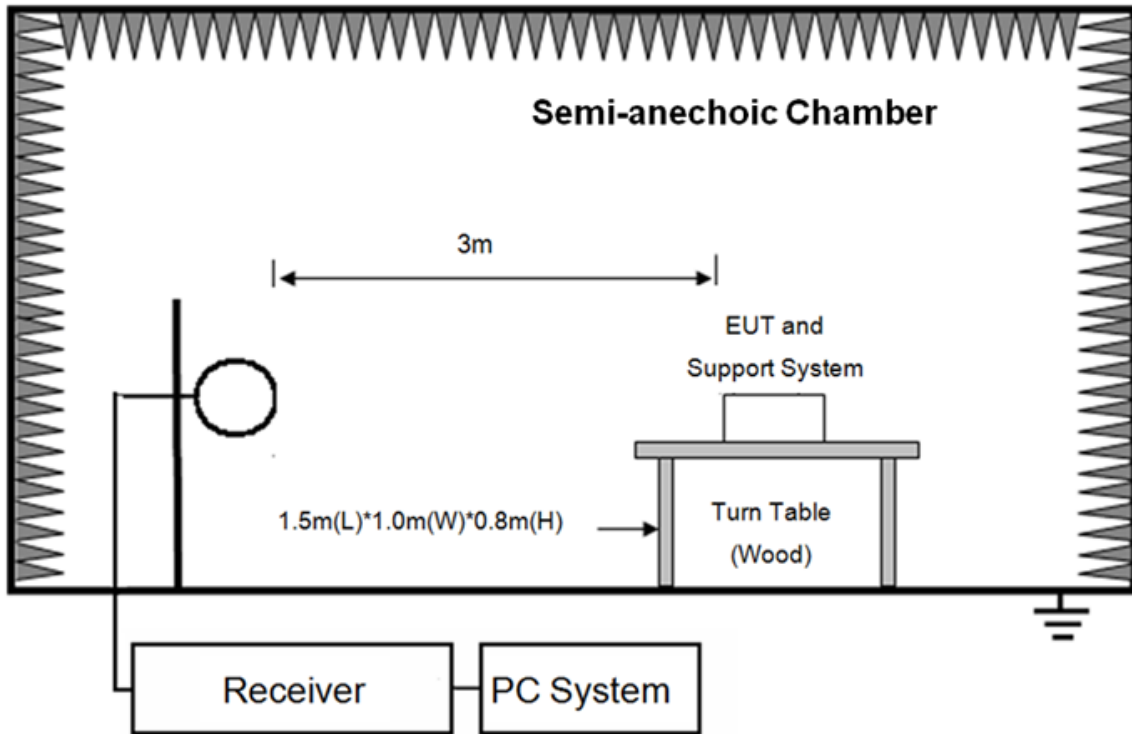 Semi-anechoic Chamber
3m
EUT and
Support System
1.5m(L)*1.0m(W)*0.8m(H)
Turn Table
(Wood)
Receiver
PC System